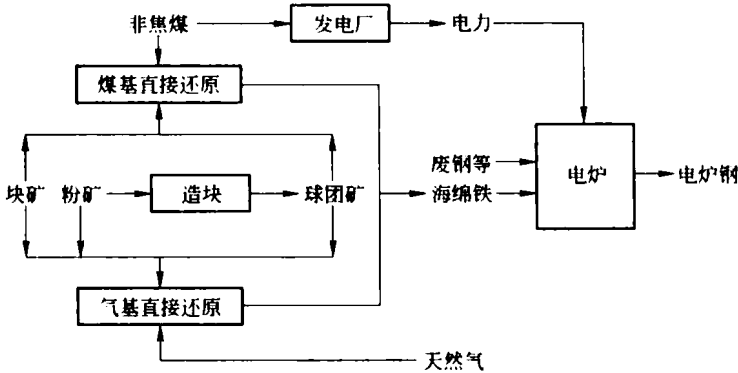 非焦煤
发电厂
电力
煤基直接还原
块矿
粉矿
造块
球团矿
废钢等
海绵铁
电炉
电炉钢
气基直接还原
天然气